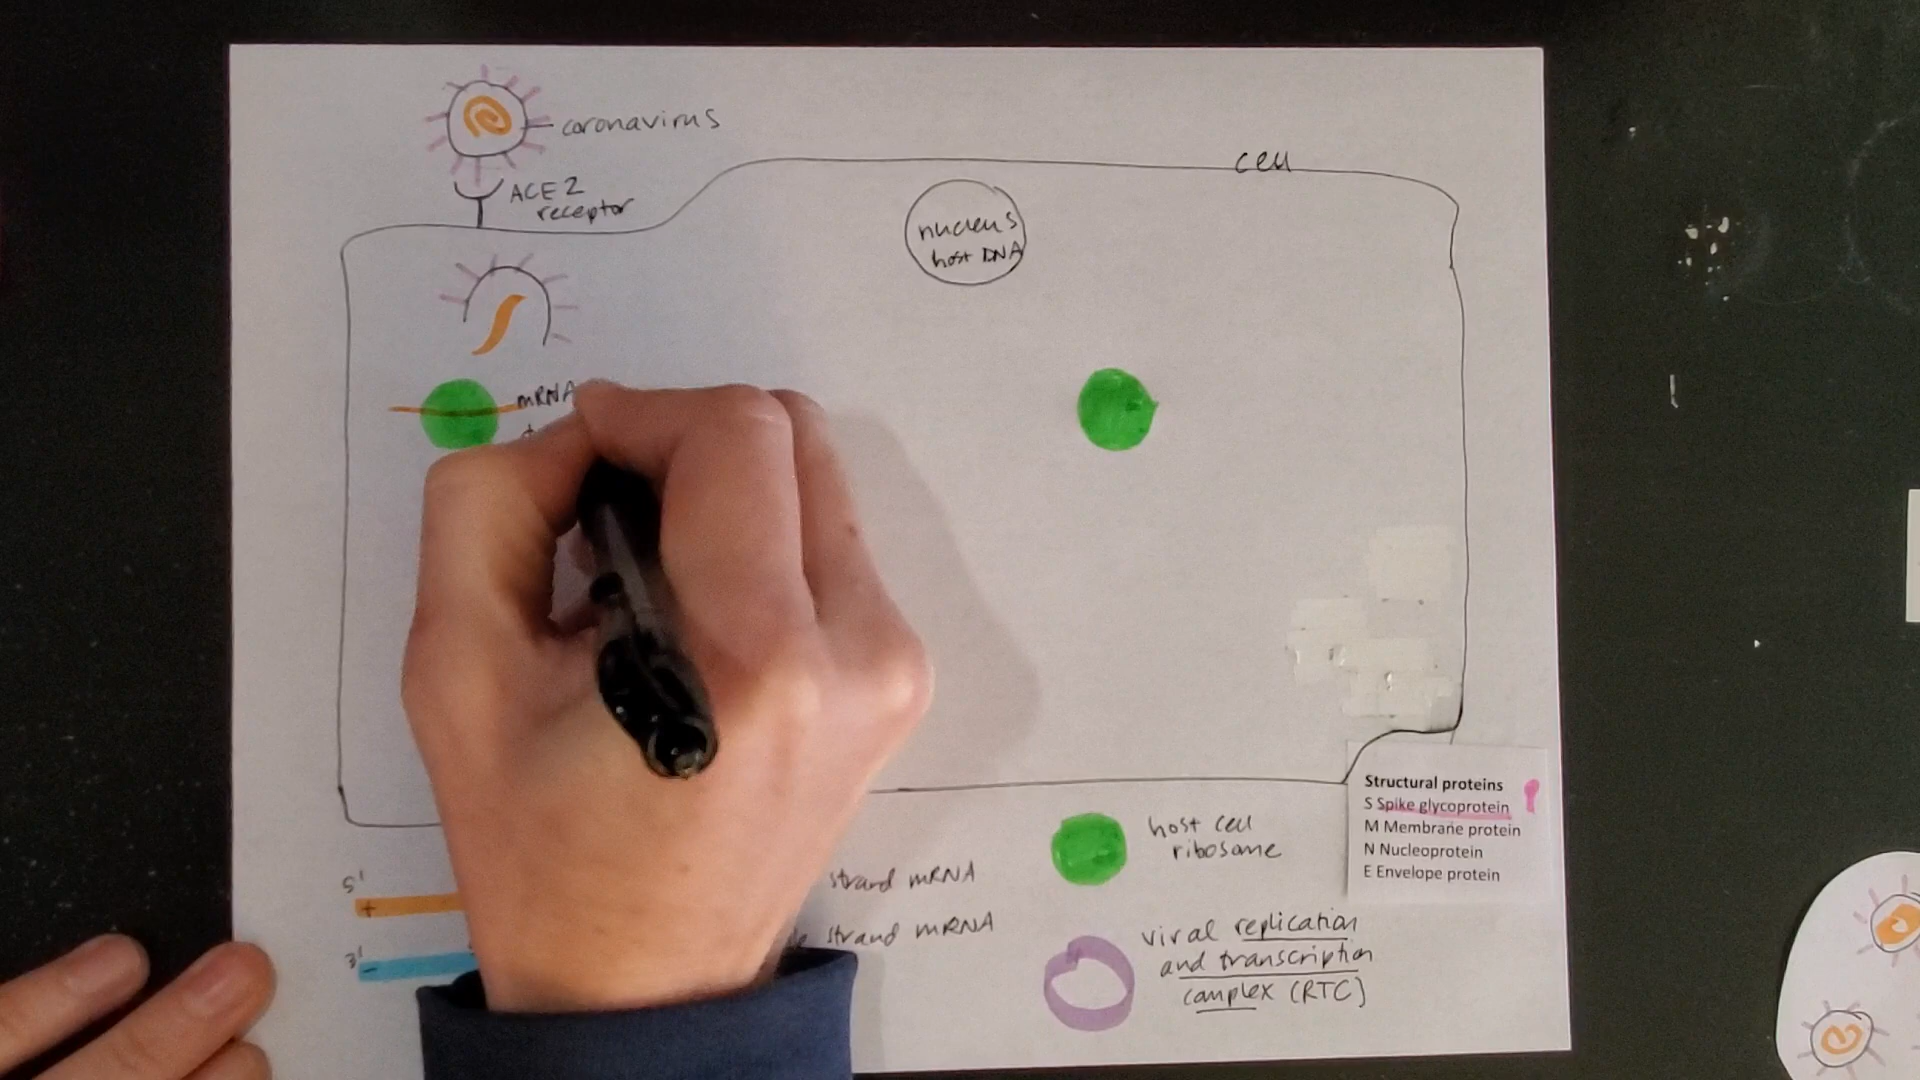 coronavirus
cell
ACE2
receptor
nucleus
host DNA
mRNA
Structural proteins
S Spike glycoprotein
M Membrane protein
N Nucleoprotein
E Envelope protein
host cell
ribosome
5'
+
strand mRNA
3'
-
strand mRNA
viral replication
and transcription
complex (RTC)